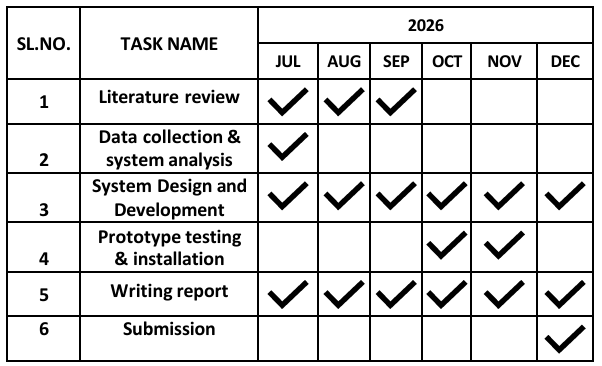 SL.NO. TASK NAME 2026
JUL AUG SEP OCT NOV DEC
1 Literature review ✓ ✓ ✓
2 Data collection &
system analysis ✓
3 System Design and
Development ✓ ✓ ✓ ✓ ✓ ✓
4 Prototype testing
& installation ✓ ✓
5 Writing report ✓ ✓ ✓ ✓ ✓ ✓
6 Submission ✓